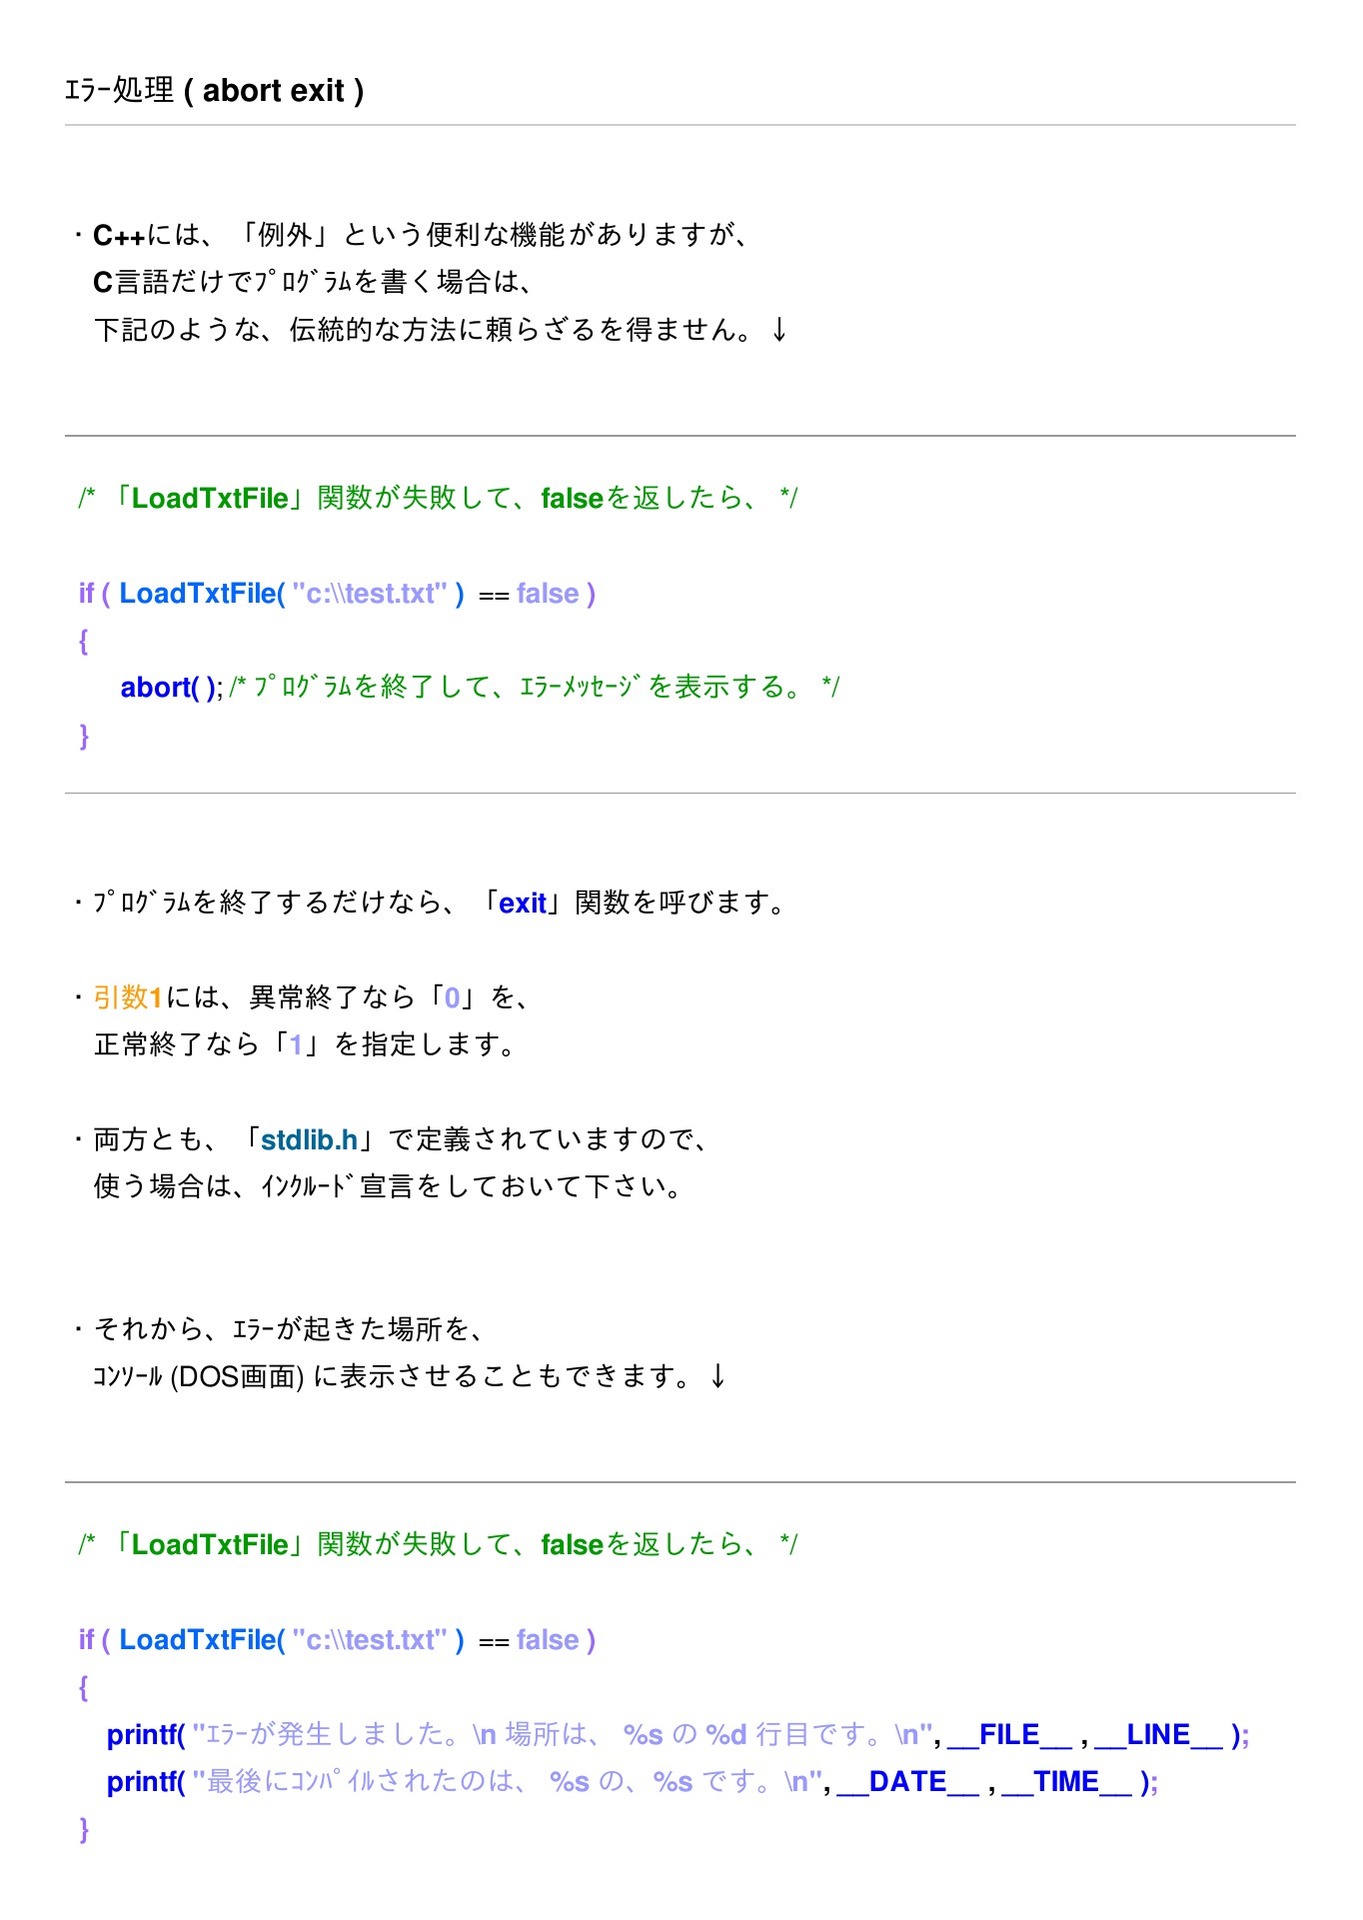 ｴﾗｰ処理 ( abort exit )
・C++には、「例外」という便利な機能がありますが、
C言語だけでﾌﾟﾛｸﾞﾗﾑを書く場合は、
下記のような、伝統的な方法に頼らざるを得ません。↓
/* 「LoadTxtFile」関数が失敗して、falseを返したら、 */
if ( LoadTxtFile( "c:\\test.txt" ) == false )
{
abort( ); /* ﾌﾟﾛｸﾞﾗﾑを終了して、ｴﾗｰﾒｯｾｰｼﾞを表示する。 */
}
・ﾌﾟﾛｸﾞﾗﾑを終了するだけなら、「exit」関数を呼びます。
・引数1には、異常終了なら「0」を、
正常終了なら「1」を指定します。
・両方とも、「stdlib.h」で定義されていますので、
使う場合は、ｲﾝｸﾙｰﾄﾞ宣言をしておいて下さい。
・それから、ｴﾗｰが起きた場所を、
ｺﾝｿｰﾙ (DOS画面) に表示させることもできます。↓
/* 「LoadTxtFile」関数が失敗して、falseを返したら、 */
if ( LoadTxtFile( "c:\\test.txt" ) == false )
{
printf( "ｴﾗｰが発生しました。\n 場所は、 %s の %d 行目です。\n", __FILE__ , __LINE__ );
printf( "最後にｺﾝﾊﾟｲﾙされたのは、 %s の、%s です。\n", __DATE__ , __TIME__ );
}